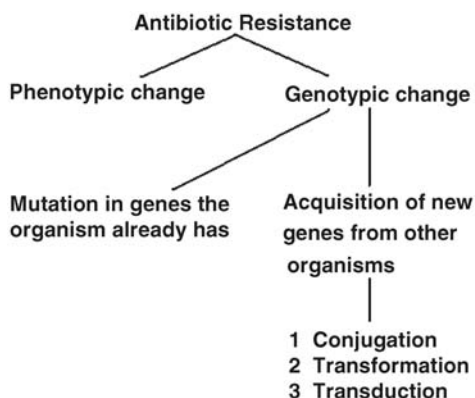 Antibiotic Resistance
Phenotypic change
Genotypic change
Mutation in genes the
organism already has
Acquisition of new
genes from other
organisms
1 Conjugation
2 Transformation
3 Transduction